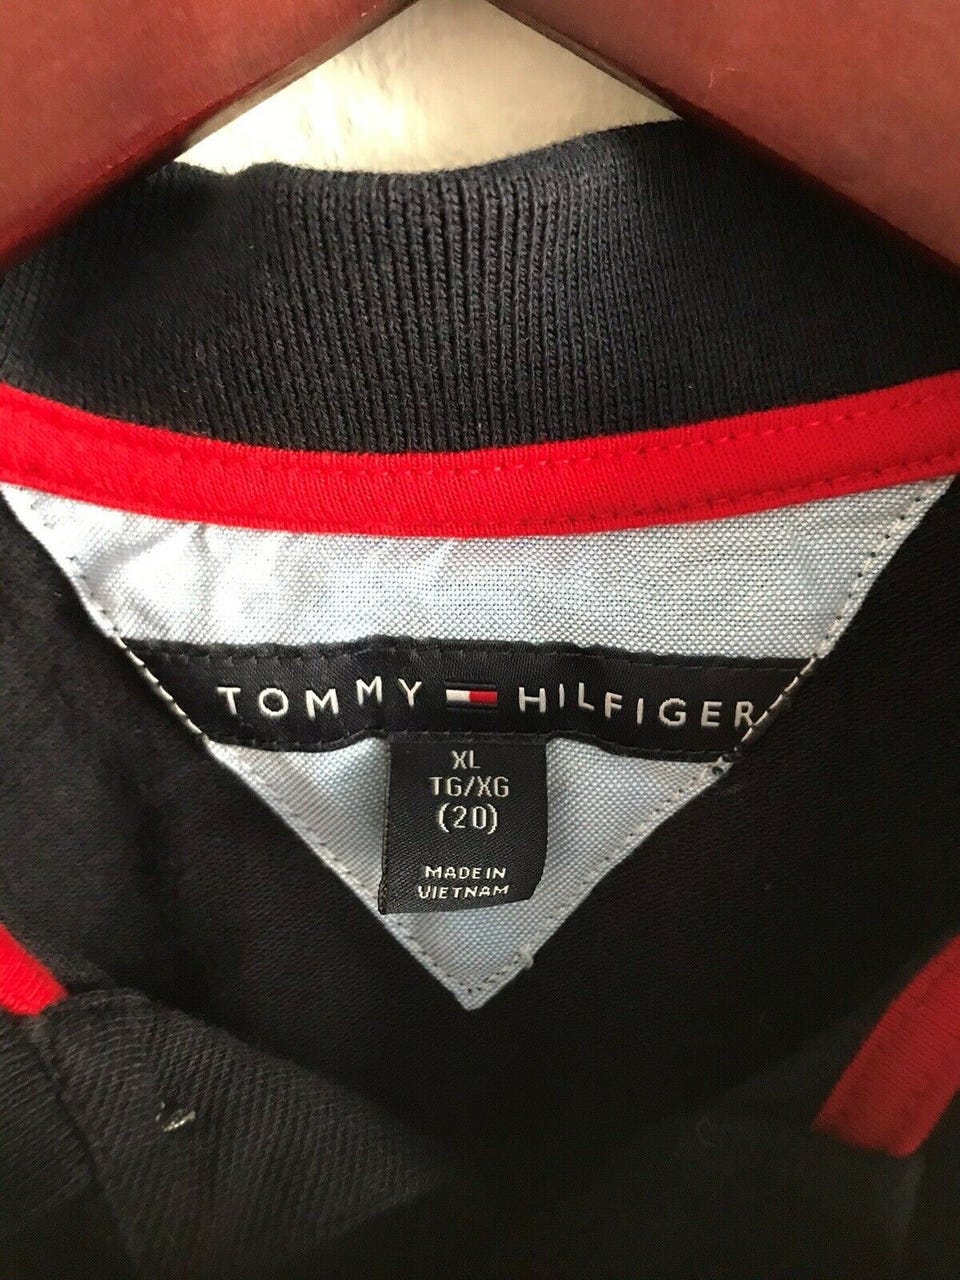 TOMMY HILFIGER
XL
TG/XG
(20)
MADE IN
VIETNAM